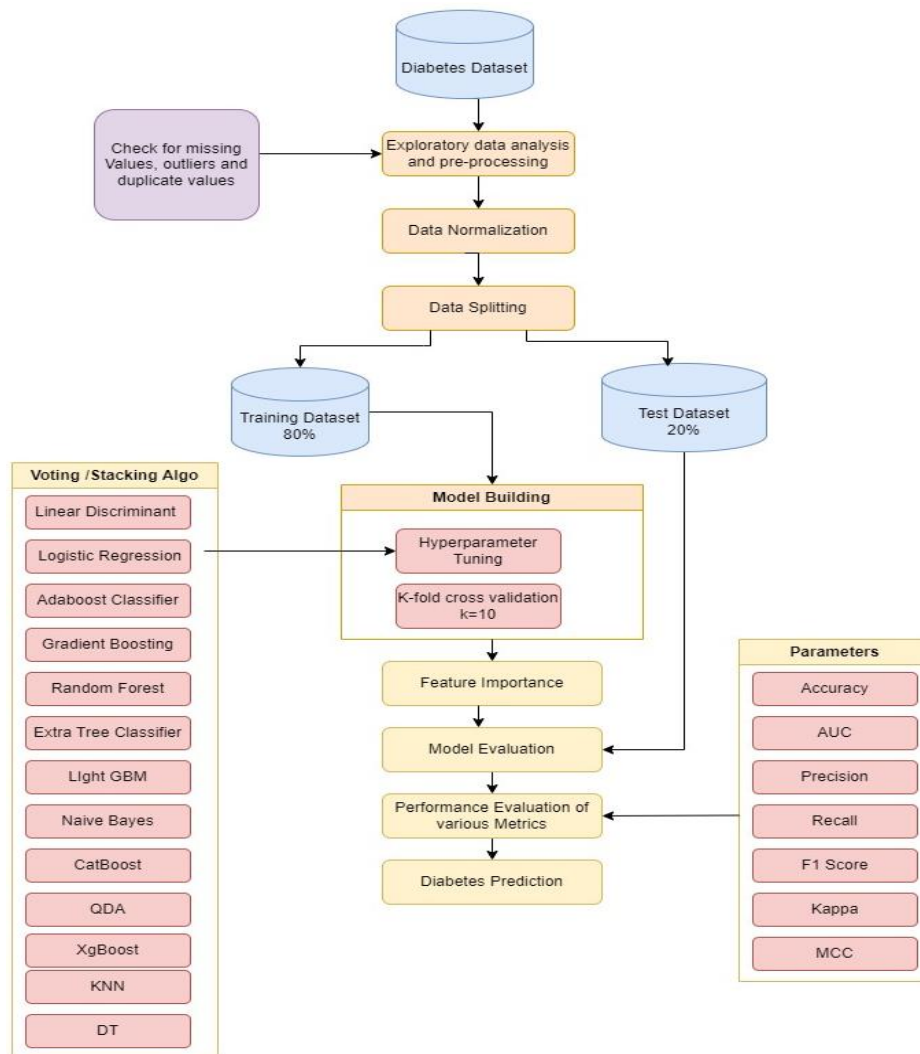 Diabetes Dataset
Check for missing
Values, outliers and
duplicate values
Exploratory data analysis
and pre-processing
Data Normalization
Data Splitting
Training Dataset
80%
Test Dataset
20%
Voting /Stacking Algo
Linear Discriminant
Logistic Regression
Adaboost Classifier
Gradient Boosting
Random Forest
Extra Tree Classifier
LIght GBM
Naive Bayes
CatBoost
QDA
XgBoost
KNN
DT
Model Building
Hyperparameter
Tuning
K-fold cross validation
k=10
Feature Importance
Model Evaluation
Performance Evaluation of
various Metrics
Diabetes Prediction
Parameters
Accuracy
AUC
Precision
Recall
F1 Score
Kappa
MCC